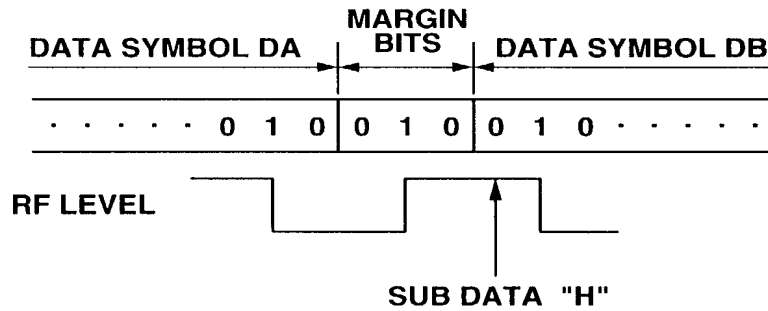 MARGIN
BITS
DATA SYMBOL DA
DATA SYMBOL DB
· · · · · 0 1 0 0 1 0 0 1 0 · · · · ·
RF LEVEL
SUB DATA "H"